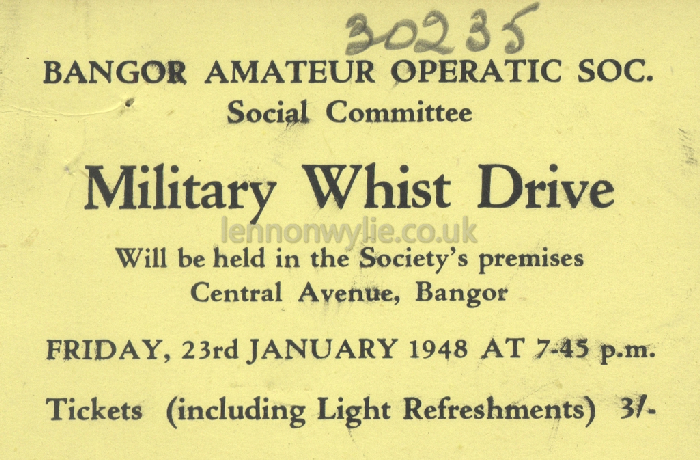 30235
BANGOR AMATEUR OPERATIC SOC.
Social Committee
Military Whist Drive
lennonwylie.co.uk
Will be held in the Society's premises
Central Avenue, Bangor
FRIDAY, 23rd JANUARY 1948 AT 7-45 p.m.
Tickets (including Light Refreshments) 3/-